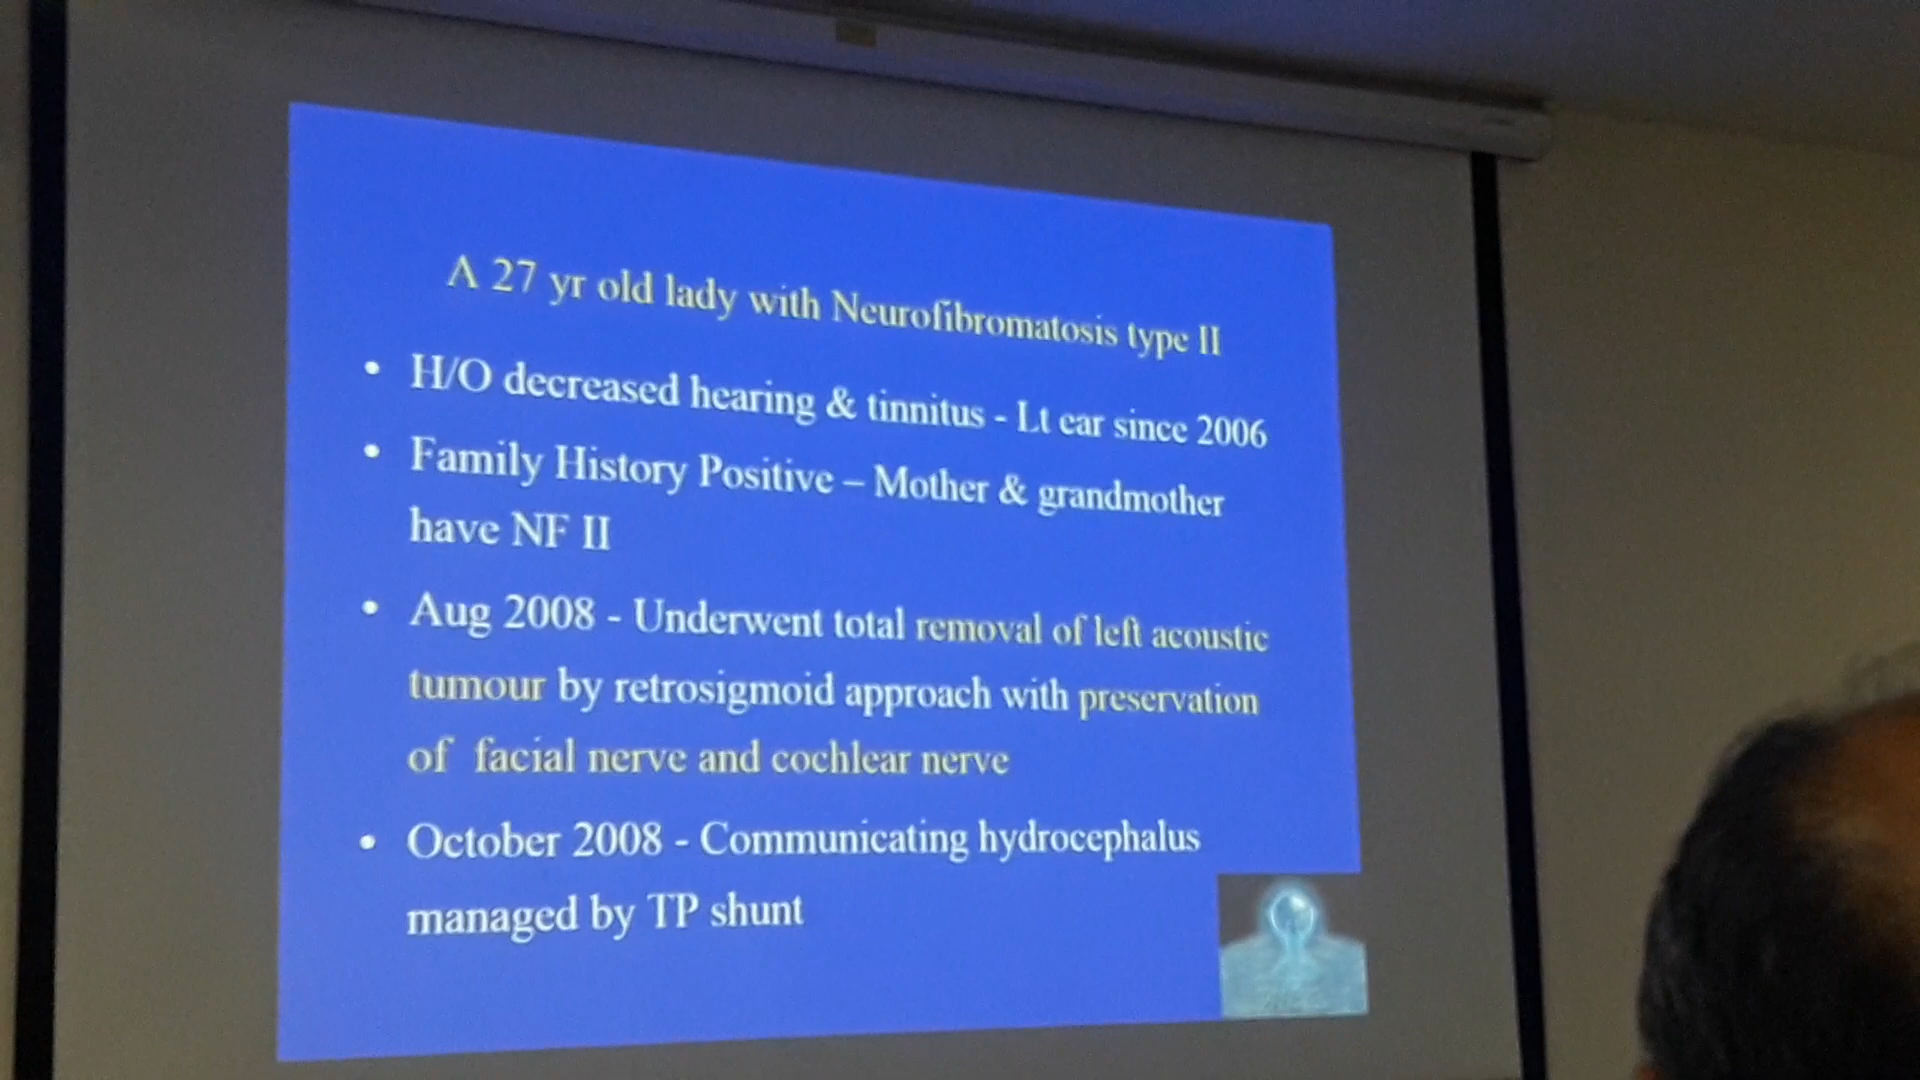 A 27 yr old lady with Neurofibromatosis type II
• H/O decreased hearing & tinnitus - Lt ear since 2006
• Family History Positive – Mother & grandmother
have NF II
• Aug 2008 - Underwent total removal of left acoustic
tumour by retrosigmoid approach with preservation
of facial nerve and cochlear nerve
• October 2008 - Communicating hydrocephalus
managed by TP shunt